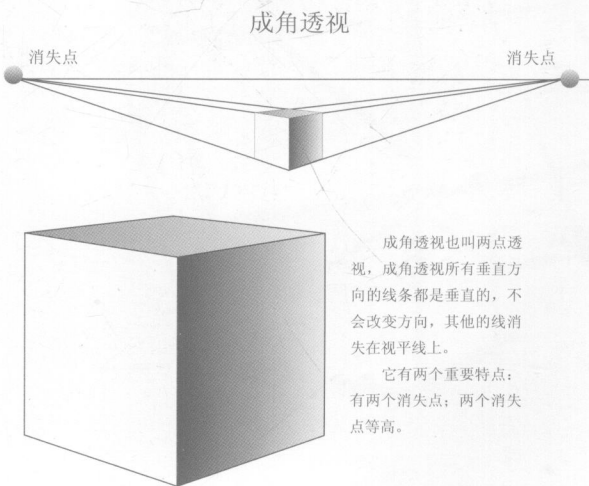 成角透视
消失点
消失点
成角透视也叫两点透
视，成角透视所有垂直方
向的线条都是垂直的，不
会改变方向，其他的线消
失在视平线上。
它有两个重要特点：
有两个消失点；两个消失
点等高。